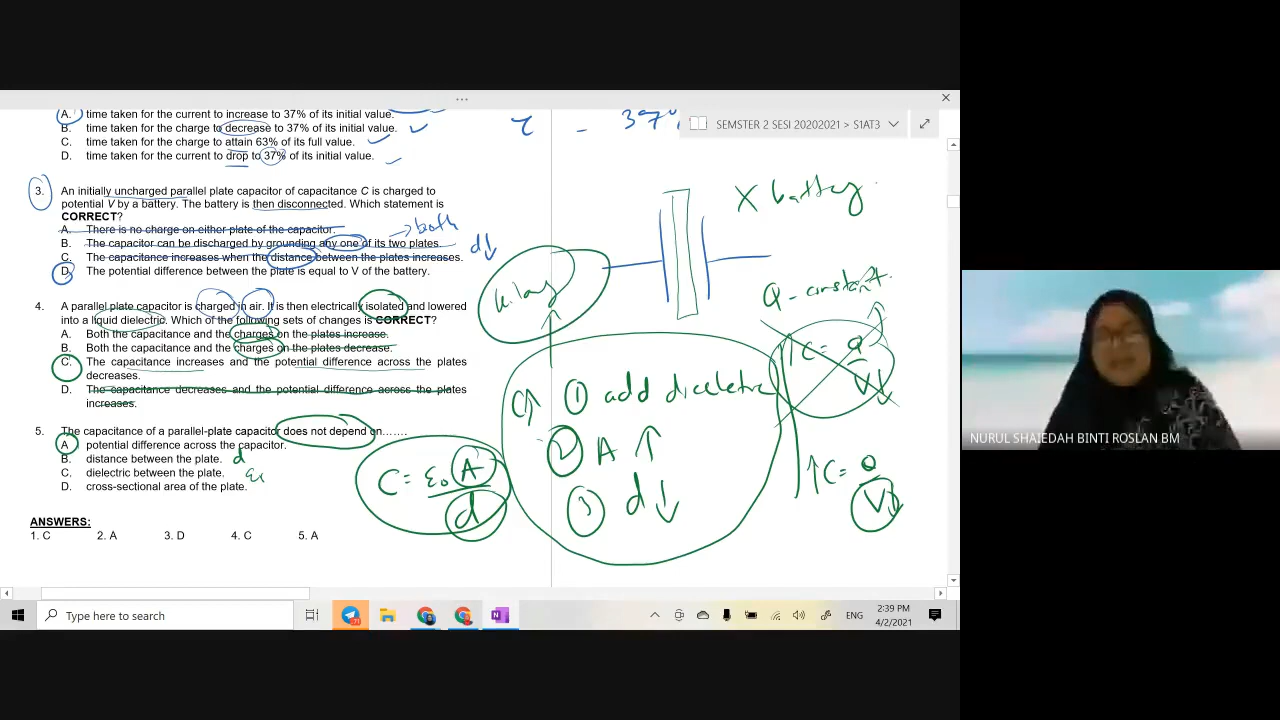 A. time taken for the current to increase to 37% of its initial value.
B. time taken for the charge to decrease to 37% of its initial value.
C. time taken for the charge to attain 63% of its full value.
D. time taken for the current to drop to 37% of its initial value.
37%
SEMSTER 2 SESI 20202021 > S1AT3
3. An initially uncharged parallel plate capacitor of capacitance C is charged to
potential V by a battery. The battery is then disconnected. Which statement is
CORRECT?
A. There is no charge on either plate of the capacitor.
B. The capacitor can be discharged by grounding any one of its two plates.
C. The capacitance increases when the distance between the plates increases.
D. The potential difference between the plate is equal to V of the battery.
→ both
d↓
X battery
4. A parallel plate capacitor is charged in air. It is then electrically isolated and lowered
into a liquid dielectric. Which of the following sets of changes is CORRECT?
A. Both the capacitance and the charges on the plates increase.
B. Both the capacitance and the charges on the plates decrease.
C. The capacitance increases and the potential difference across the plates
decreases.
D. The capacitance decreases and the potential difference across the plates
increases.
Q - constant.
↑C = Q
V↓
C↑ ① add dielectric
② A ↑
③ d↓
↑C = Q
V↓
5. The capacitance of a parallel-plate capacitor does not depend on…….
A potential difference across the capacitor.
B. distance between the plate. d
C. dielectric between the plate. εr
D. cross-sectional area of the plate.
C = ε₀ A
d
ANSWERS:
1. C 2. A 3. D 4. C 5. A
NURUL SHAIEDAH BINTI ROSLAN BM
Type here to search
ENG
2:39 PM
4/2/2021